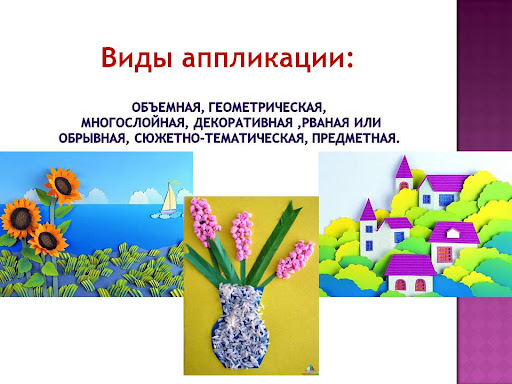 Виды аппликации:
ОБЪЕМНАЯ, ГЕОМЕТРИЧЕСКАЯ,
МНОГОСЛОЙНАЯ, ДЕКОРАТИВНАЯ ,РВАНАЯ ИЛИ
ОБРЫВНАЯ, СЮЖЕТНО-ТЕМАТИЧЕСКАЯ, ПРЕДМЕТНАЯ.